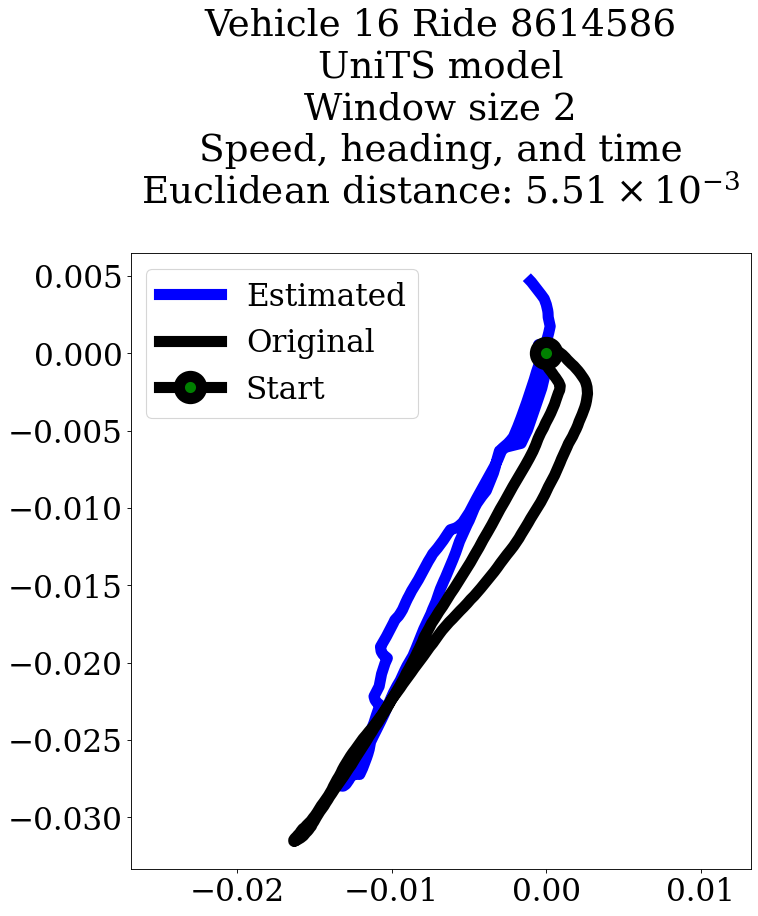 Vehicle 16 Ride 8614586
UniTS model
Window size 2
Speed, heading, and time
Euclidean distance: 5.51 × 10⁻³
Estimated
Original
Start
0.005
0.000
−0.005
−0.010
−0.015
−0.020
−0.025
−0.030
−0.02 −0.01 0.00 0.01